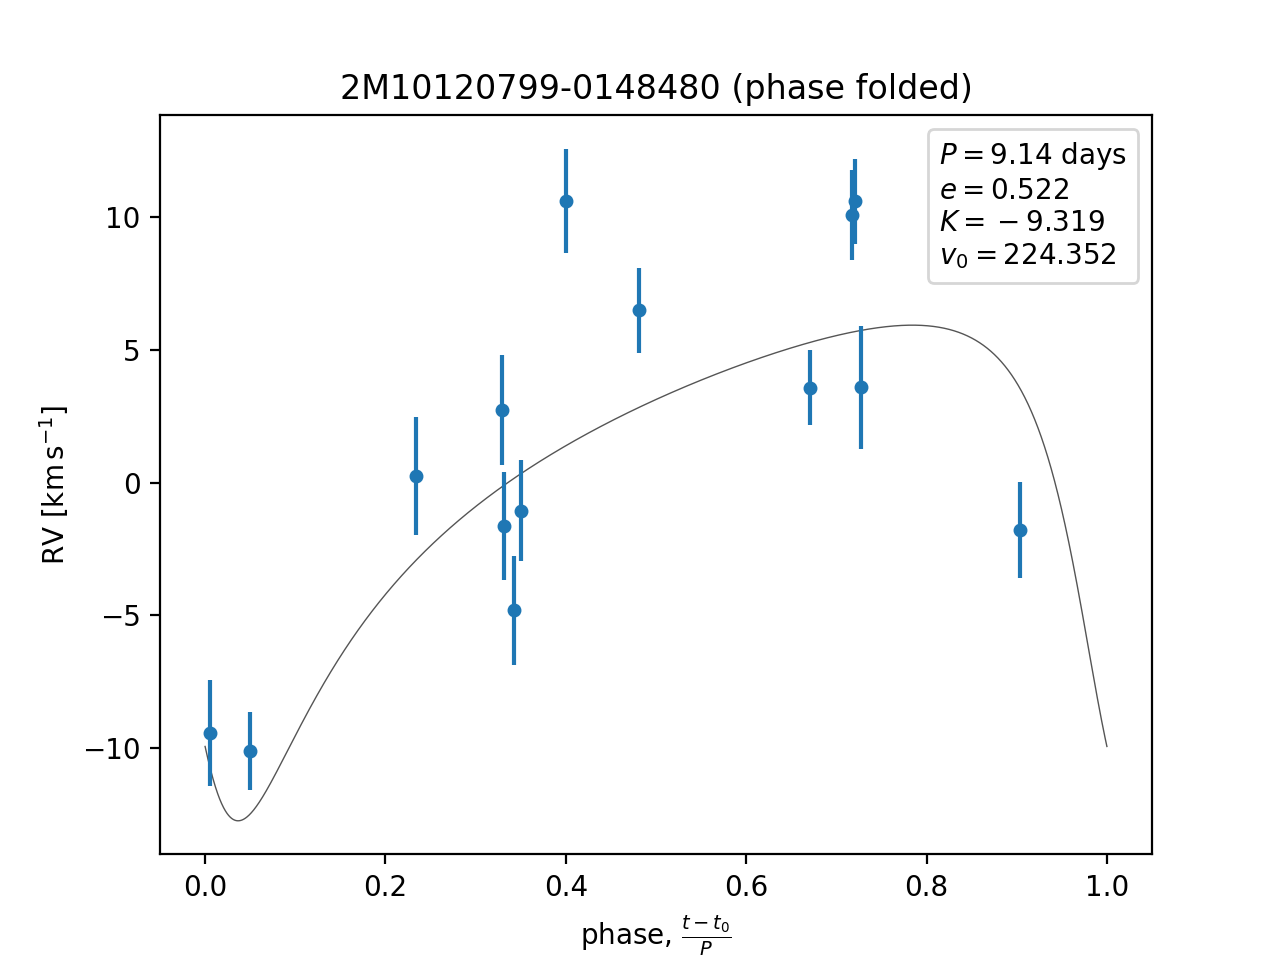 2M10120799-0148480 (phase folded)
P = 9.14 days
e = 0.522
K = −9.319
v₀ = 224.352
RV [km s⁻¹]
10
5
0
−5
−10
0.0 0.2 0.4 0.6 0.8 1.0
phase, (t − t₀)/P